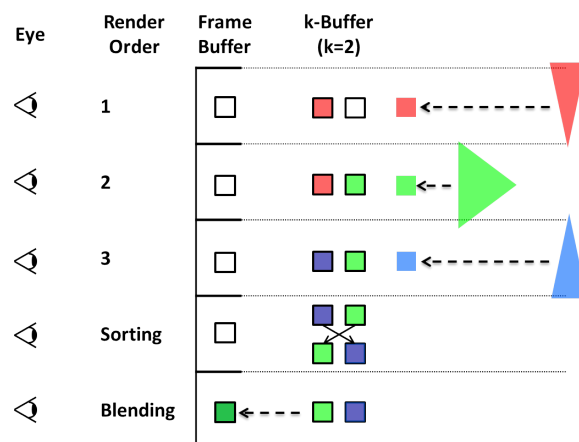 Eye
Render
Order
Frame
Buffer
k-Buffer
(k=2)
1
2
3
Sorting
Blending